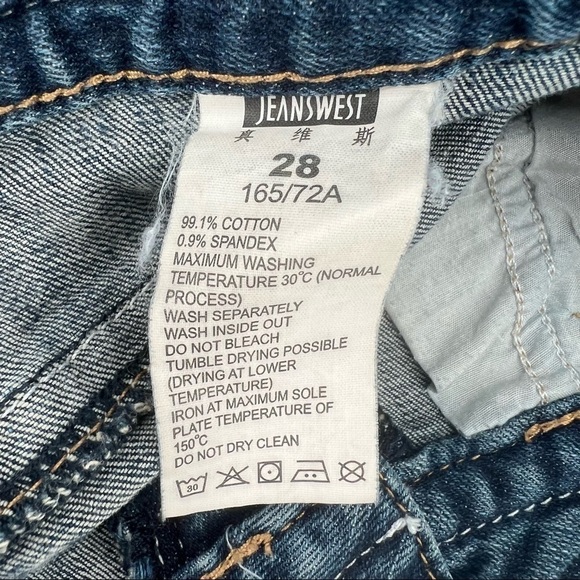 JEANSWEST
真维斯
28
165/72A
99.1% COTTON
0.9% SPANDEX
MAXIMUM WASHING
TEMPERATURE 30°C (NORMAL
PROCESS)
WASH SEPARATELY
WASH INSIDE OUT
DO NOT BLEACH
TUMBLE DRYING POSSIBLE
(DRYING AT LOWER
TEMPERATURE)
IRON AT MAXIMUM SOLE
PLATE TEMPERATURE OF
150°C
DO NOT DRY CLEAN
30